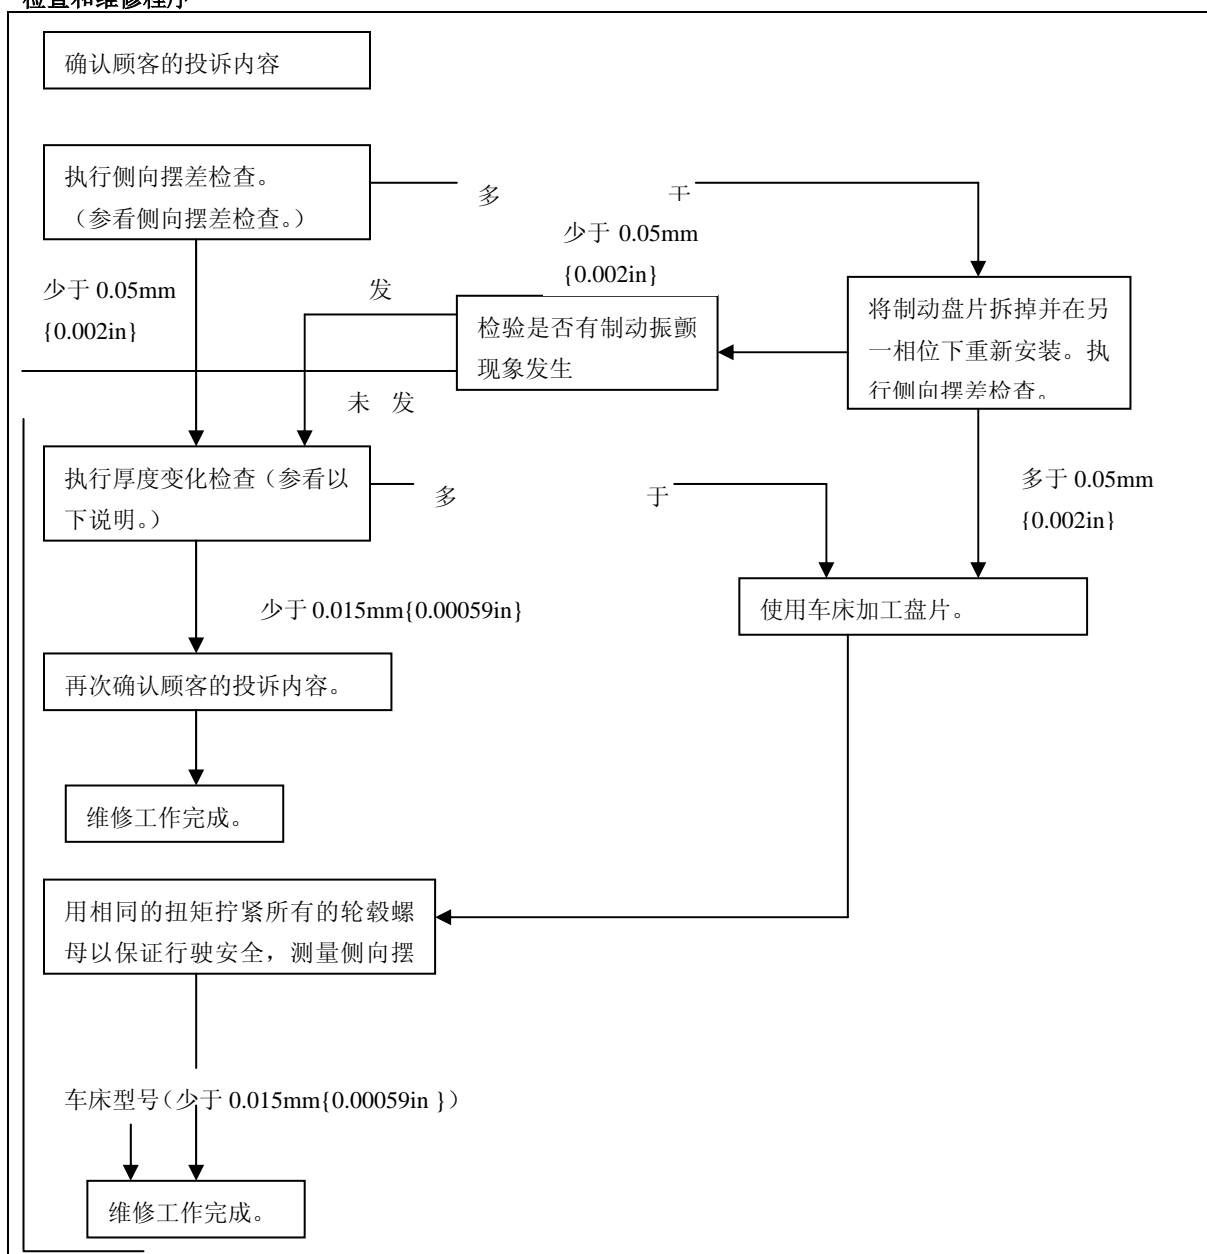 检查和维修程序
确认顾客的投诉内容
执行侧向摆差检查。
（参看侧向摆差检查。）
多 于
少于 0.05mm
{0.002in}
少于 0.05mm
{0.002in}
发
检验是否有制动振颤
现象发生
将制动盘片拆掉并在另
一相位下重新安装。执
行侧向摆差检查。
未 发
执行厚度变化检查（参看以
下说明。）
多 于
多于 0.05mm
{0.002in}
少于 0.015mm{0.00059in}
使用车床加工盘片。
再次确认顾客的投诉内容。
维修工作完成。
用相同的扭矩拧紧所有的轮毂螺
母以保证行驶安全，测量侧向摆
车床型号（少于 0.015mm{0.00059in }）
维修工作完成。